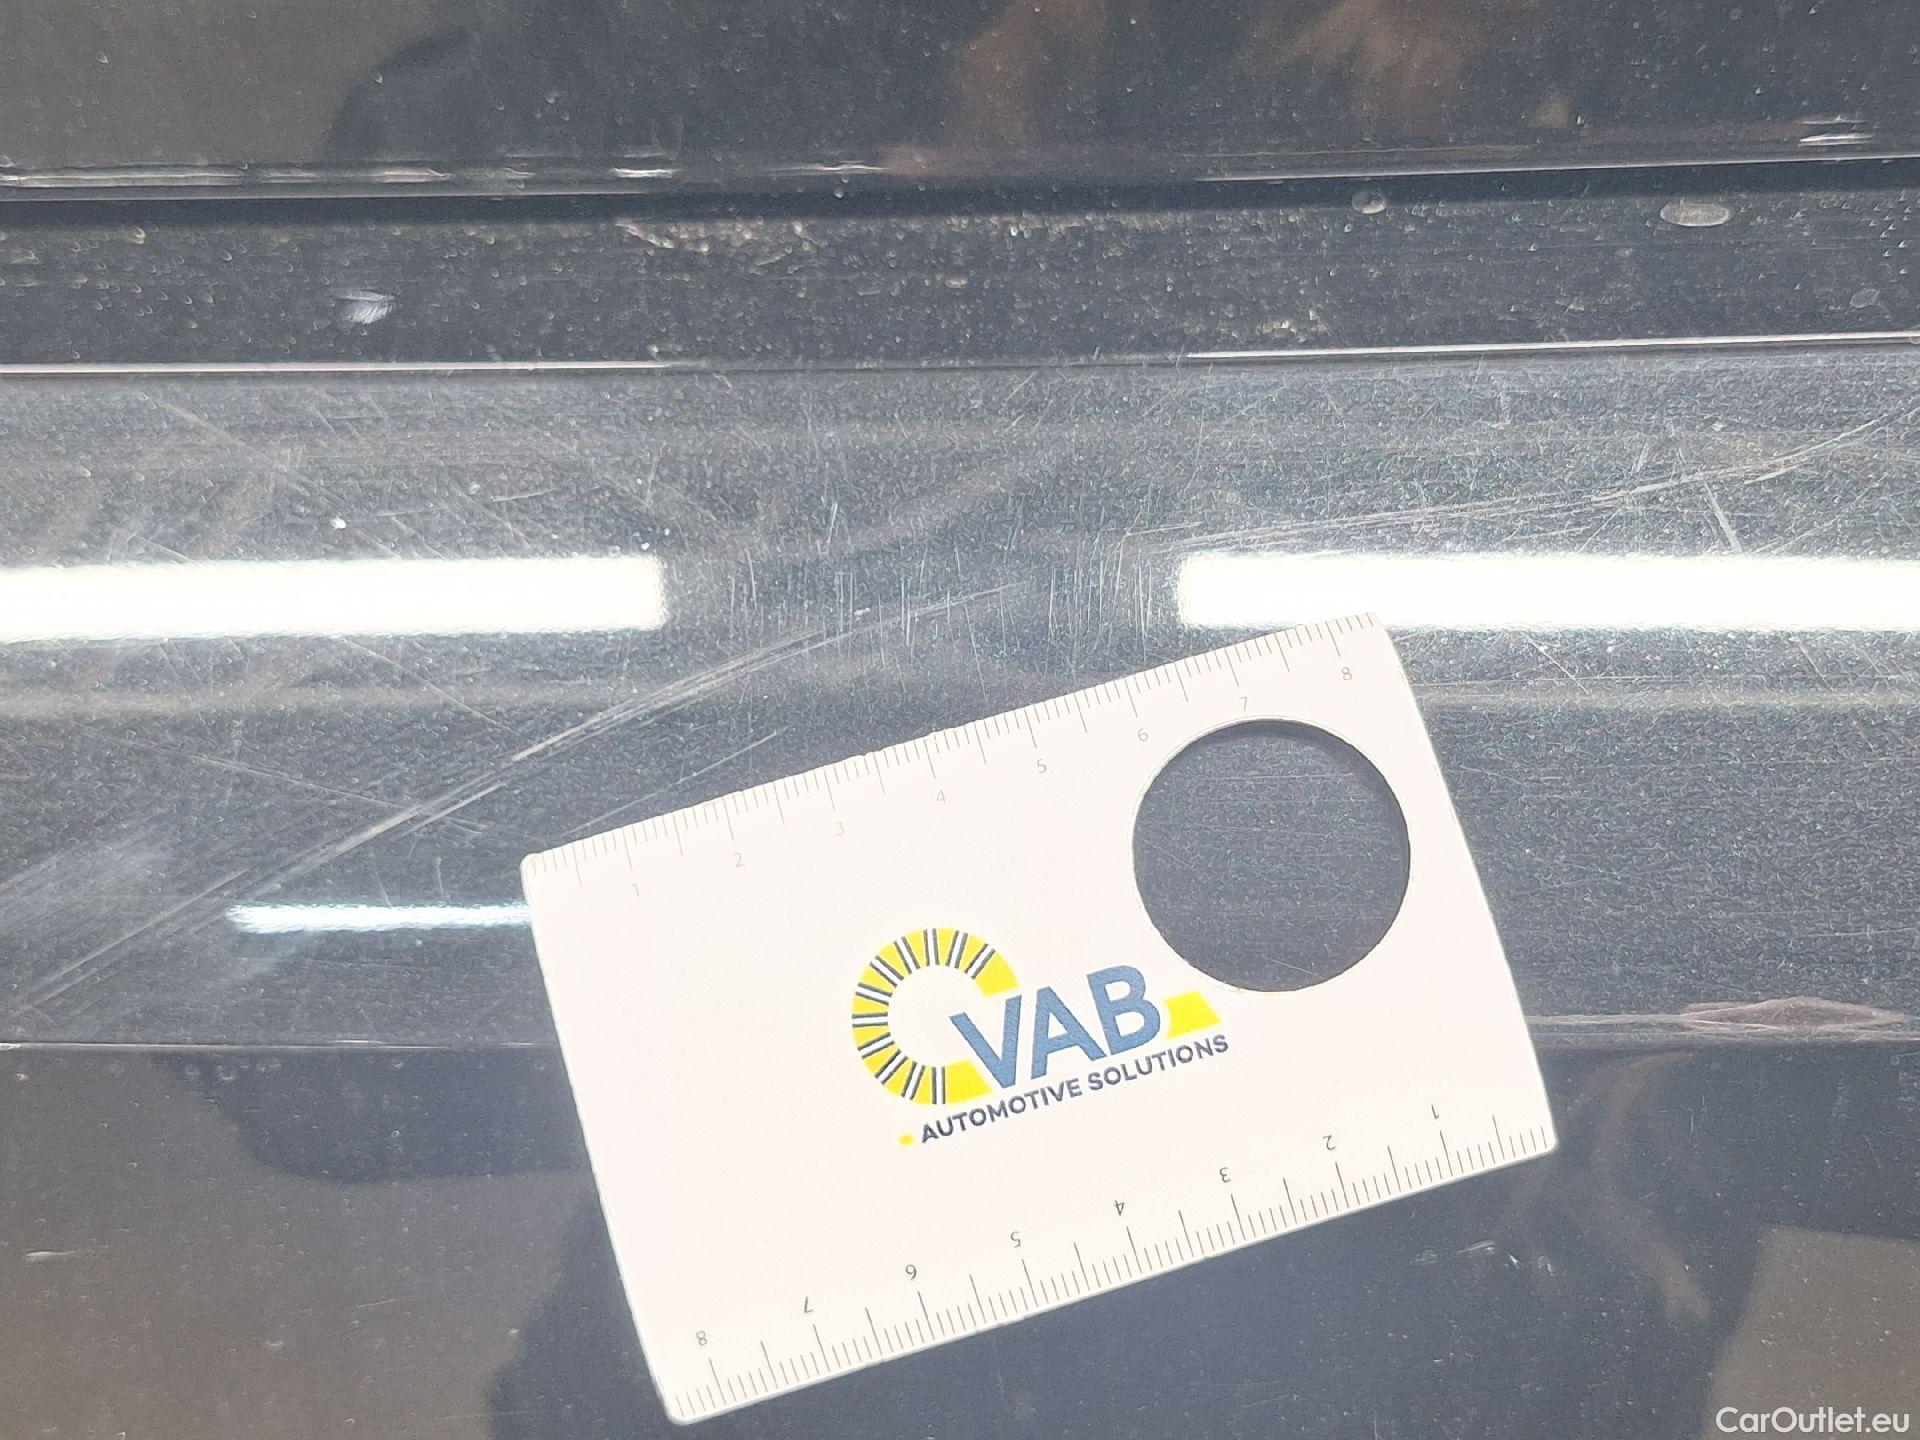 1 2 3 4 5 6 7 8
VAB
AUTOMOTIVE SOLUTIONS
8 7 6 5 4 3 2 1
CarOutlet.eu